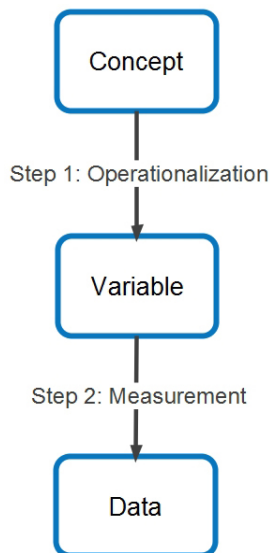 Concept
Step 1: Operationalization
Variable
Step 2: Measurement
Data